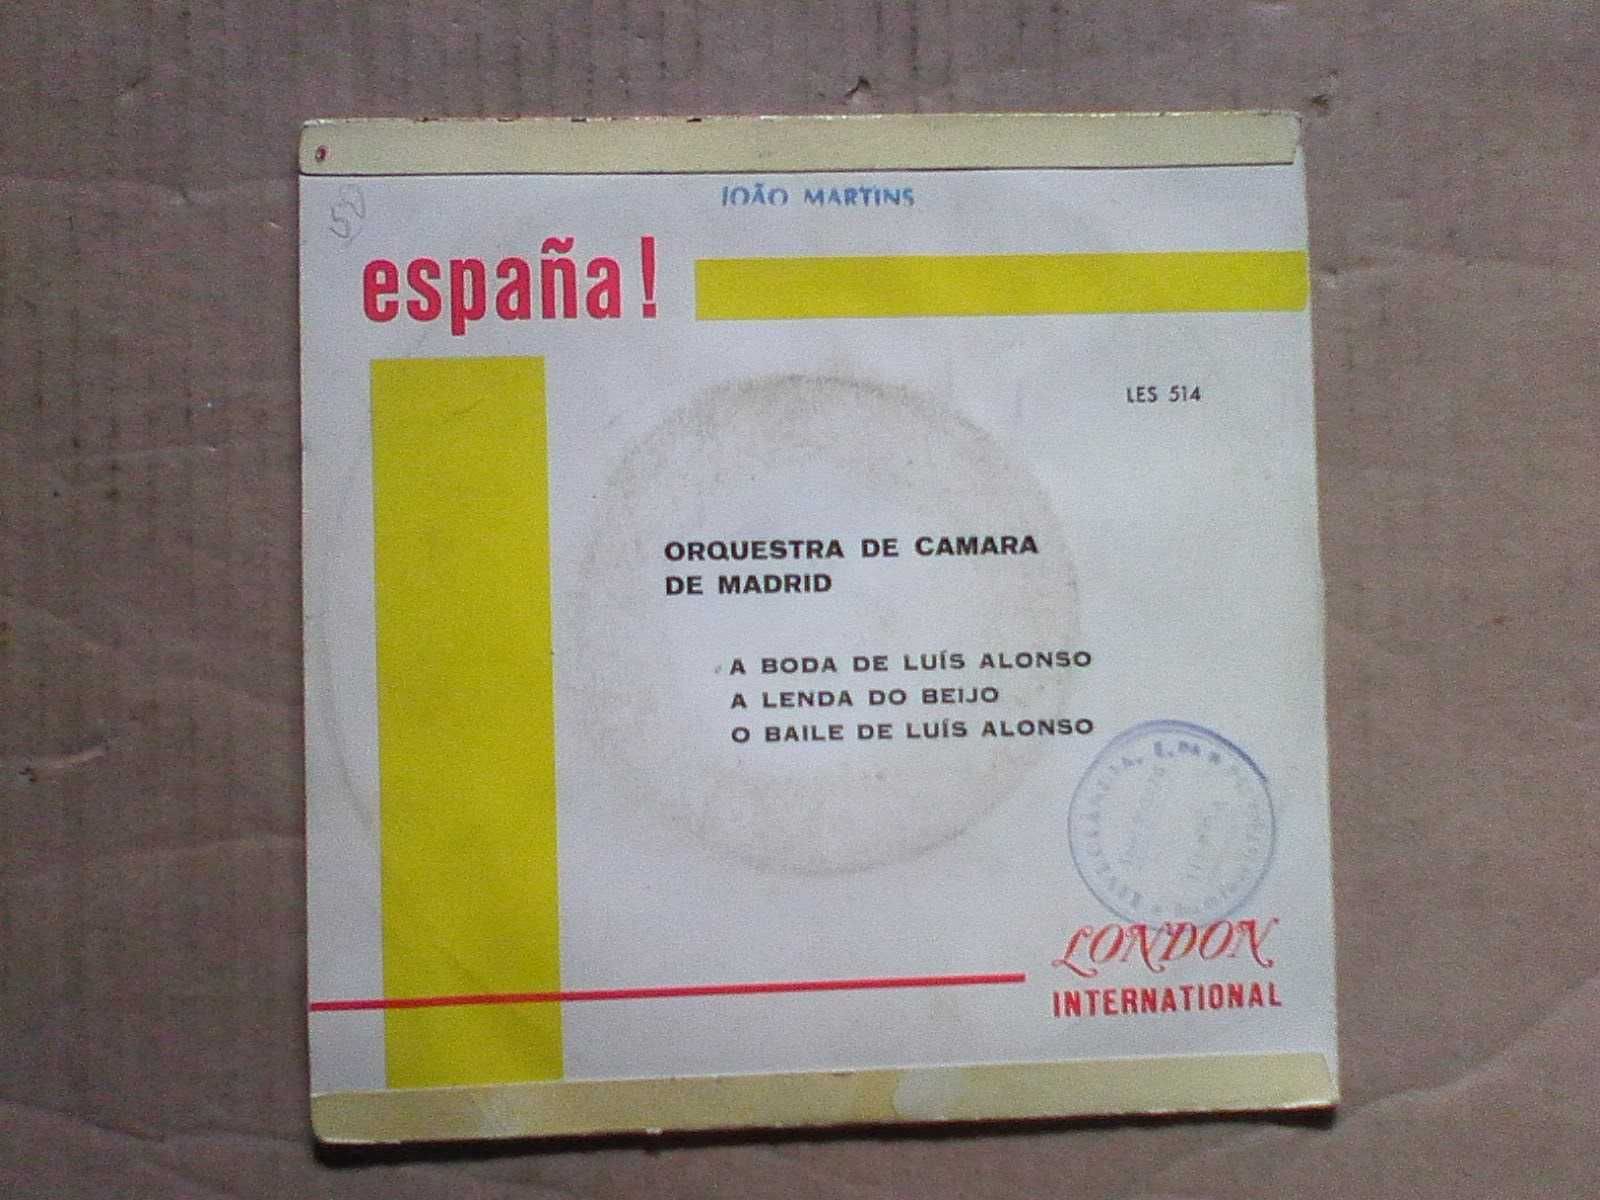 JOÃO MARTINS
españa!
LES 514
ORQUESTRA DE CAMARA
DE MADRID
A BODA DE LUÍS ALONSO
A LENDA DO BEIJO
O BAILE DE LUÍS ALONSO
LONDON
INTERNATIONAL